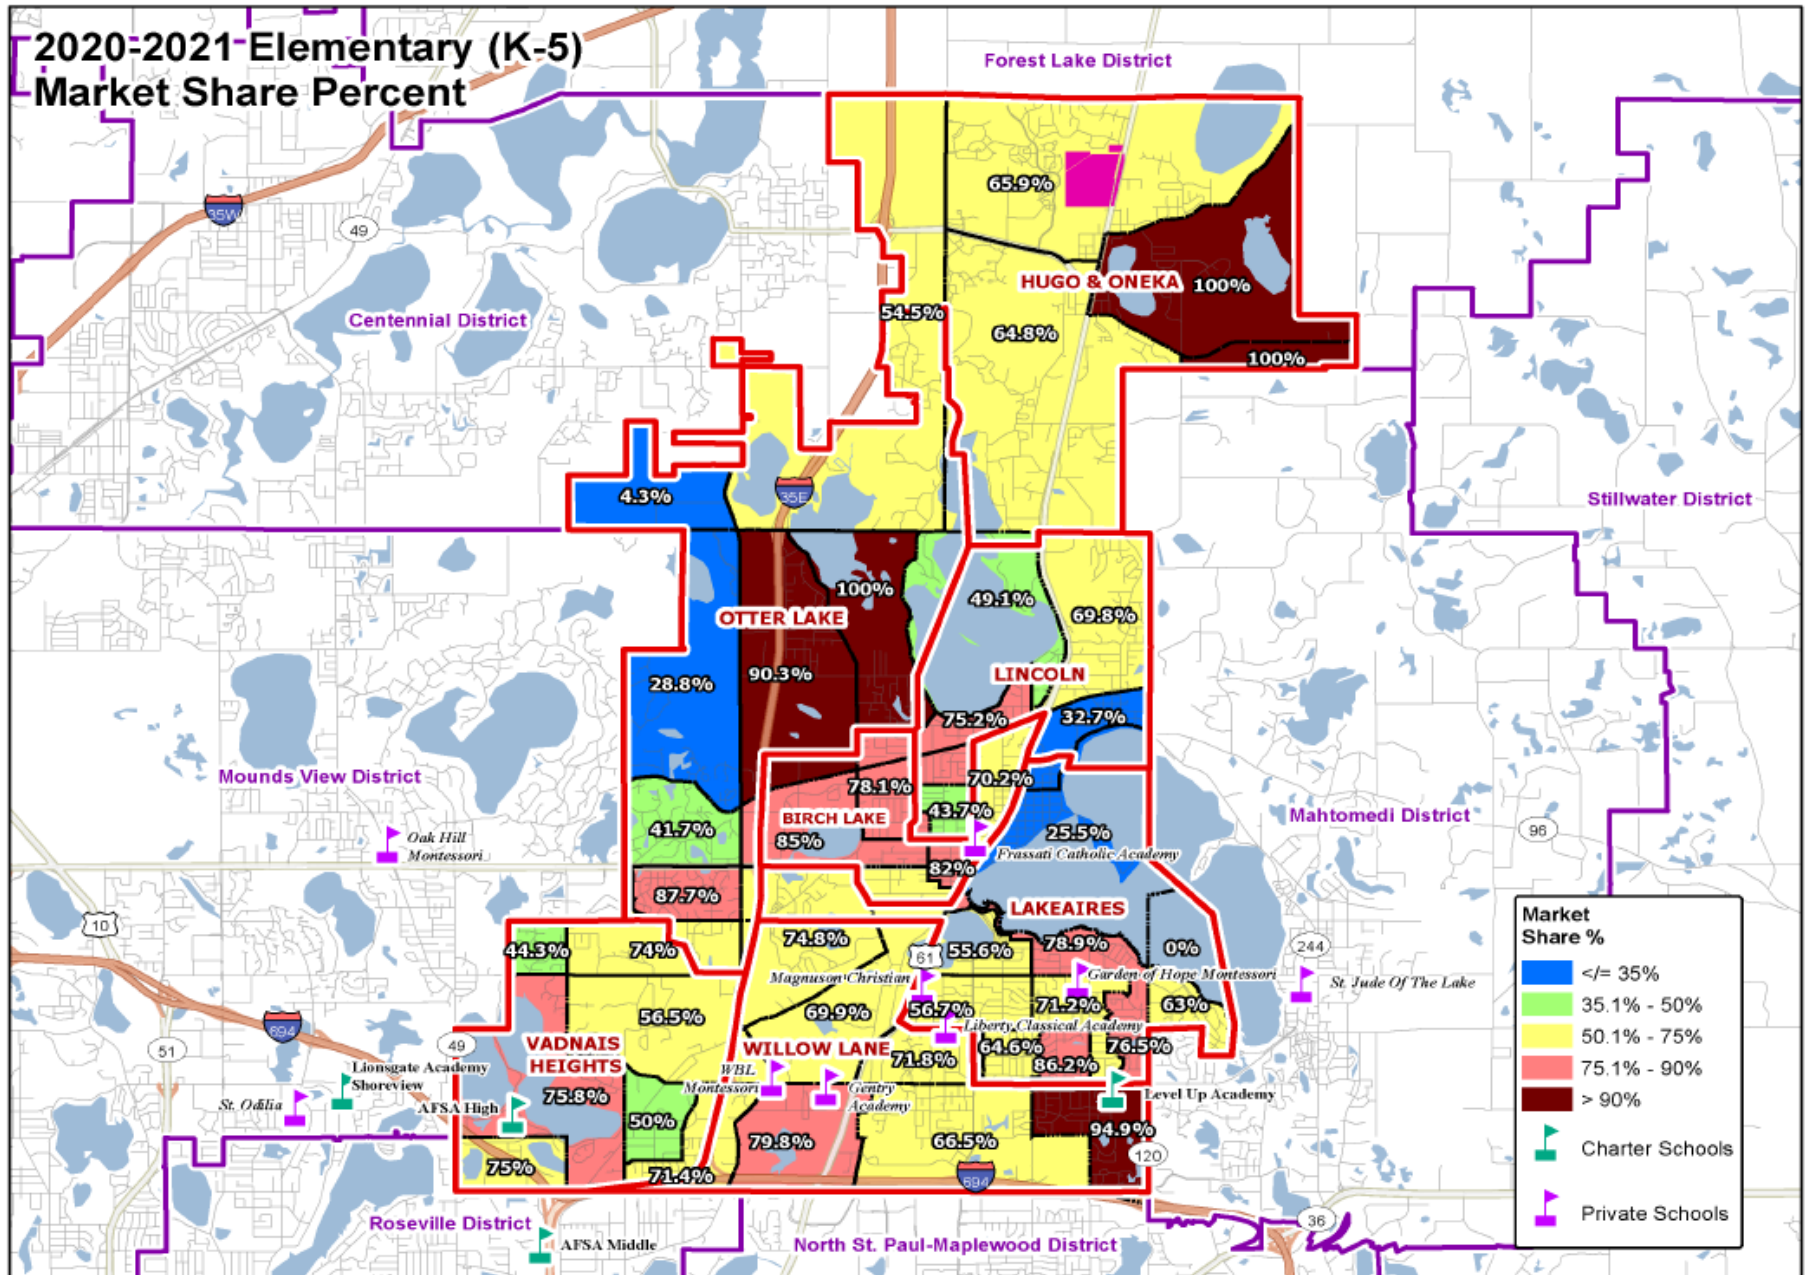 2020-2021 Elementary (K-5)
Market Share Percent
Forest Lake District
65.9%
35W
49
HUGO & ONEKA
100%
54.5%
Centennial District
64.8%
100%
4.3%
35E
Stillwater District
100%
49.1%
OTTER LAKE
69.8%
28.8%
90.3%
LINCOLN
75.2%
32.7%
Mounds View District
70.2%
78.1%
43.7%
Mahtomedi District
96
BIRCH LAKE
41.7%
85%
25.5%
Oak Hill
Montessori
Frassati Catholic Academy
82%
87.7%
LAKEAIRES
10
44.3%
74%
74.8%
55.6%
78.9%
0%
244
61
Magnuson Christian
Garden of Hope Montessori
St. Jude Of The Lake
56.5%
69.9%
56.7%
71.2%
63%
694
Liberty Classical Academy
49
51
VADNAIS
HEIGHTS
WILLOW LANE
71.8%
64.6%
76.5%
86.2%
Lionsgate Academy
Shoreview
WBL
Montessori
Gentry
Academy
St. Odilia
AFSA High
75.8%
Level Up Academy
50%
79.8%
66.5%
94.9%
120
75%
71.4%
694
Roseville District
AFSA Middle
North St. Paul-Maplewood District
36
Market
Share %
</= 35%
35.1% - 50%
50.1% - 75%
75.1% - 90%
> 90%
Charter Schools
Private Schools